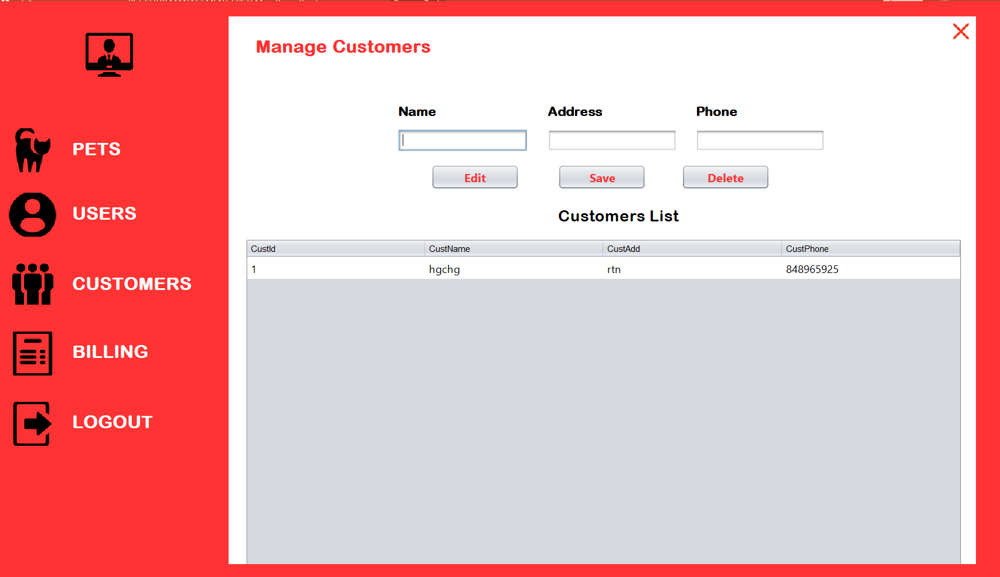 Manage Customers
Name Address Phone
Edit Save Delete
Customers List
CustId CustName CustAdd CustPhone
1 hgchg rtn 848965925
PETS
USERS
CUSTOMERS
BILLING
LOGOUT